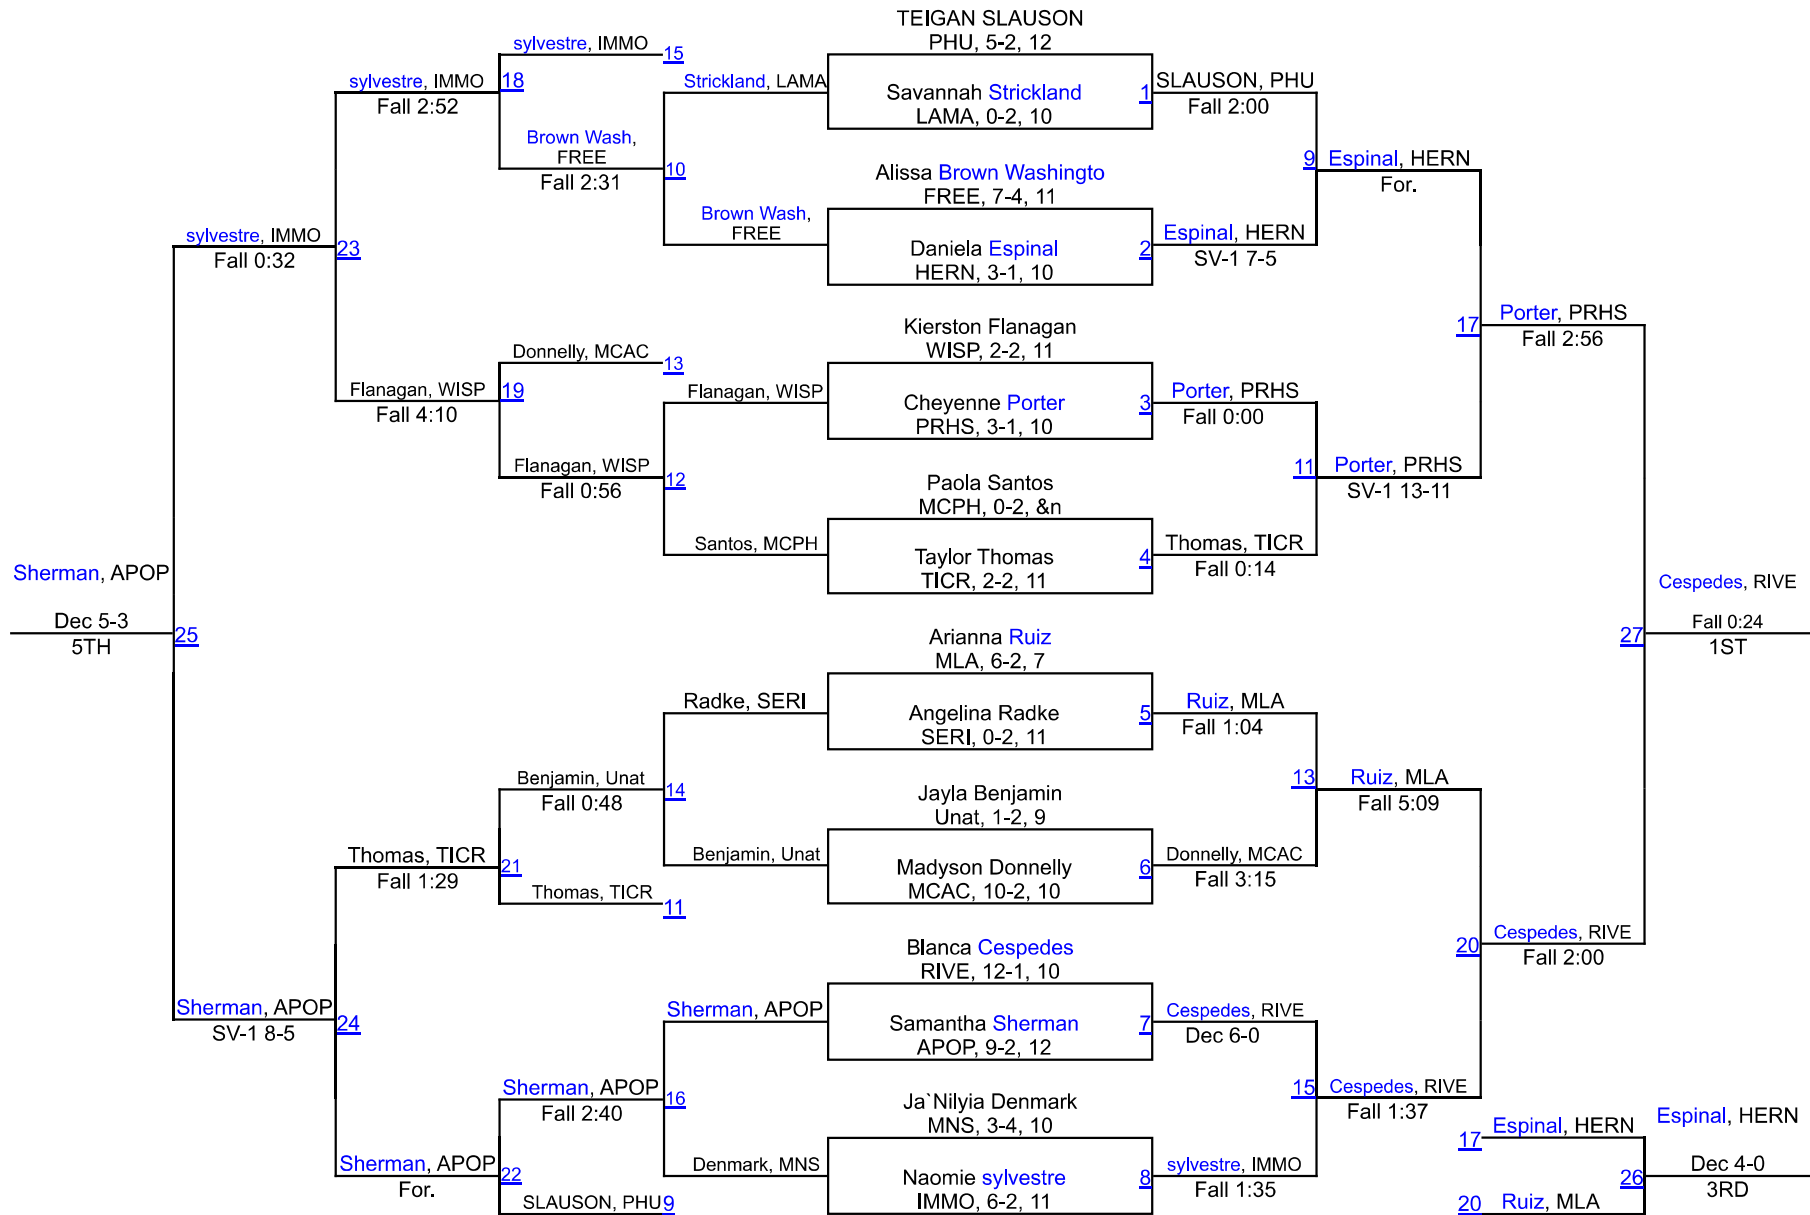 TEIGAN SLAUSON
PHU, 5-2, 12
sylvestre, IMMO
15
sylvestre, IMMO
18
Fall 2:52
Strickland, LAMA
Savannah Strickland
LAMA, 0-2, 10
1
SLAUSON, PHU
Fall 2:00
Brown Wash,
FREE
Fall 2:31
10
Alissa Brown Washingto
FREE, 7-4, 11
9
Espinal, HERN
For.
Brown Wash,
FREE
Daniela Espinal
HERN, 3-1, 10
2
Espinal, HERN
SV-1 7-5
sylvestre, IMMO
Fall 0:32
23
Kierston Flanagan
WISP, 2-2, 11
17
Porter, PRHS
Fall 2:56
Donnelly, MCAC
13
Flanagan, WISP
Fall 4:10
19
Flanagan, WISP
Cheyenne Porter
PRHS, 3-1, 10
3
Porter, PRHS
Fall 0:00
Flanagan, WISP
Fall 0:56
12
Paola Santos
MCPH, 0-2, &n
11
Porter, PRHS
SV-1 13-11
Santos, MCPH
Taylor Thomas
TICR, 2-2, 11
4
Thomas, TICR
Fall 0:14
Sherman, APOP
Dec 5-3
5TH
25
Cespedes, RIVE
Fall 0:24
1ST
27
Arianna Ruiz
MLA, 6-2, 7
Radke, SERI
Angelina Radke
SERI, 0-2, 11
5
Ruiz, MLA
Fall 1:04
Benjamin, Unat
Fall 0:48
14
Jayla Benjamin
Unat, 1-2, 9
13
Ruiz, MLA
Fall 5:09
Thomas, TICR
Fall 1:29
21
Benjamin, Unat
Madyson Donnelly
MCAC, 10-2, 10
6
Donnelly, MCAC
Fall 3:15
Thomas, TICR
11
Blanca Cespedes
RIVE, 12-1, 10
20
Cespedes, RIVE
Fall 2:00
Sherman, APOP
SV-1 8-5
24
Sherman, APOP
Samantha Sherman
APOP, 9-2, 12
7
Cespedes, RIVE
Dec 6-0
Sherman, APOP
Fall 2:40
16
Ja`Nilyia Denmark
MNS, 3-4, 10
15
Cespedes, RIVE
Fall 1:37
Sherman, APOP
For.
22
Denmark, MNS
Naomie sylvestre
IMMO, 6-2, 11
8
sylvestre, IMMO
Fall 1:35
SLAUSON, PHU
9
17
Espinal, HERN
Espinal, HERN
Dec 4-0
3RD
26
20
Ruiz, MLA